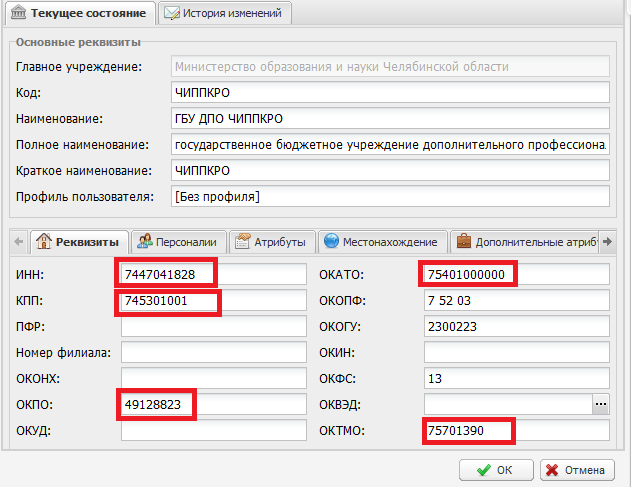 Текущее состояние
История изменений
Основные реквизиты
Главное учреждение: Министерство образования и науки Челябинской области
Код: ЧИППКРО
Наименование: ГБУ ДПО ЧИППКРО
Полное наименование: государственное бюджетное учреждение дополнительного профессиона
Краткое наименование: ЧИППКРО
Профиль пользователя: [Без профиля]
Реквизиты
Персоналии
Атрибуты
Местонахождение
Дополнительные атриб
ИНН: 7447041828 ОКАТО: 75401000000
КПП: 745301001 ОКОПФ: 7 52 03
ПФР: ОКОГУ: 2300223
Номер филиала: ОКИН:
ОКОНХ: ОКФС: 13
ОКПО: 49128823 ОКВЭД: ...
ОКУД: ОКТМО: 75701390
ОК
Отмена